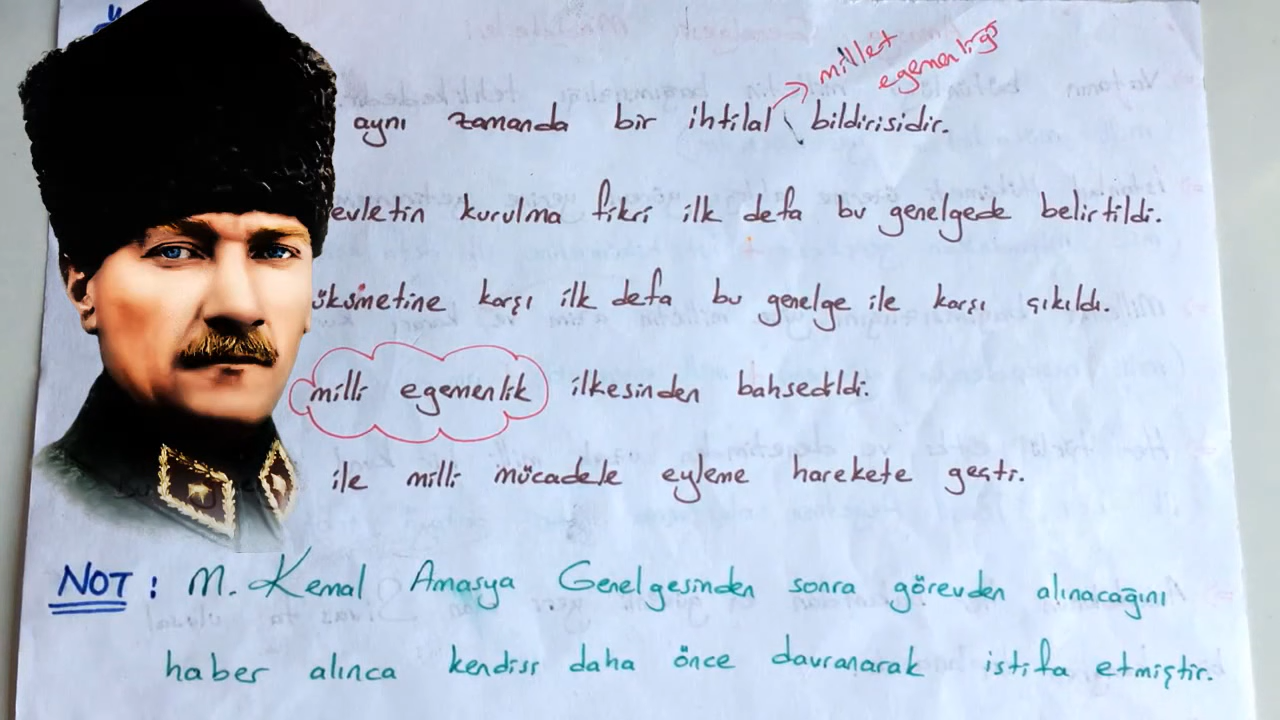 millet
egemenliği
aynı zamanda bir ihtilal bildirisidir.
evletin kurulma fikri ilk defa bu genelgede belirtildi.
ükümetine karşı ilk defa bu genelge ile karşı çıkıldı.
milli egemenlik ilkesinden bahsedildi.
ile milli mücadele eyleme harekete geçti.
NOT: M. Kemal Amasya Genelgesinden sonra görevden alınacağını
haber alınca kendisi daha önce davranarak istifa etmiştir.